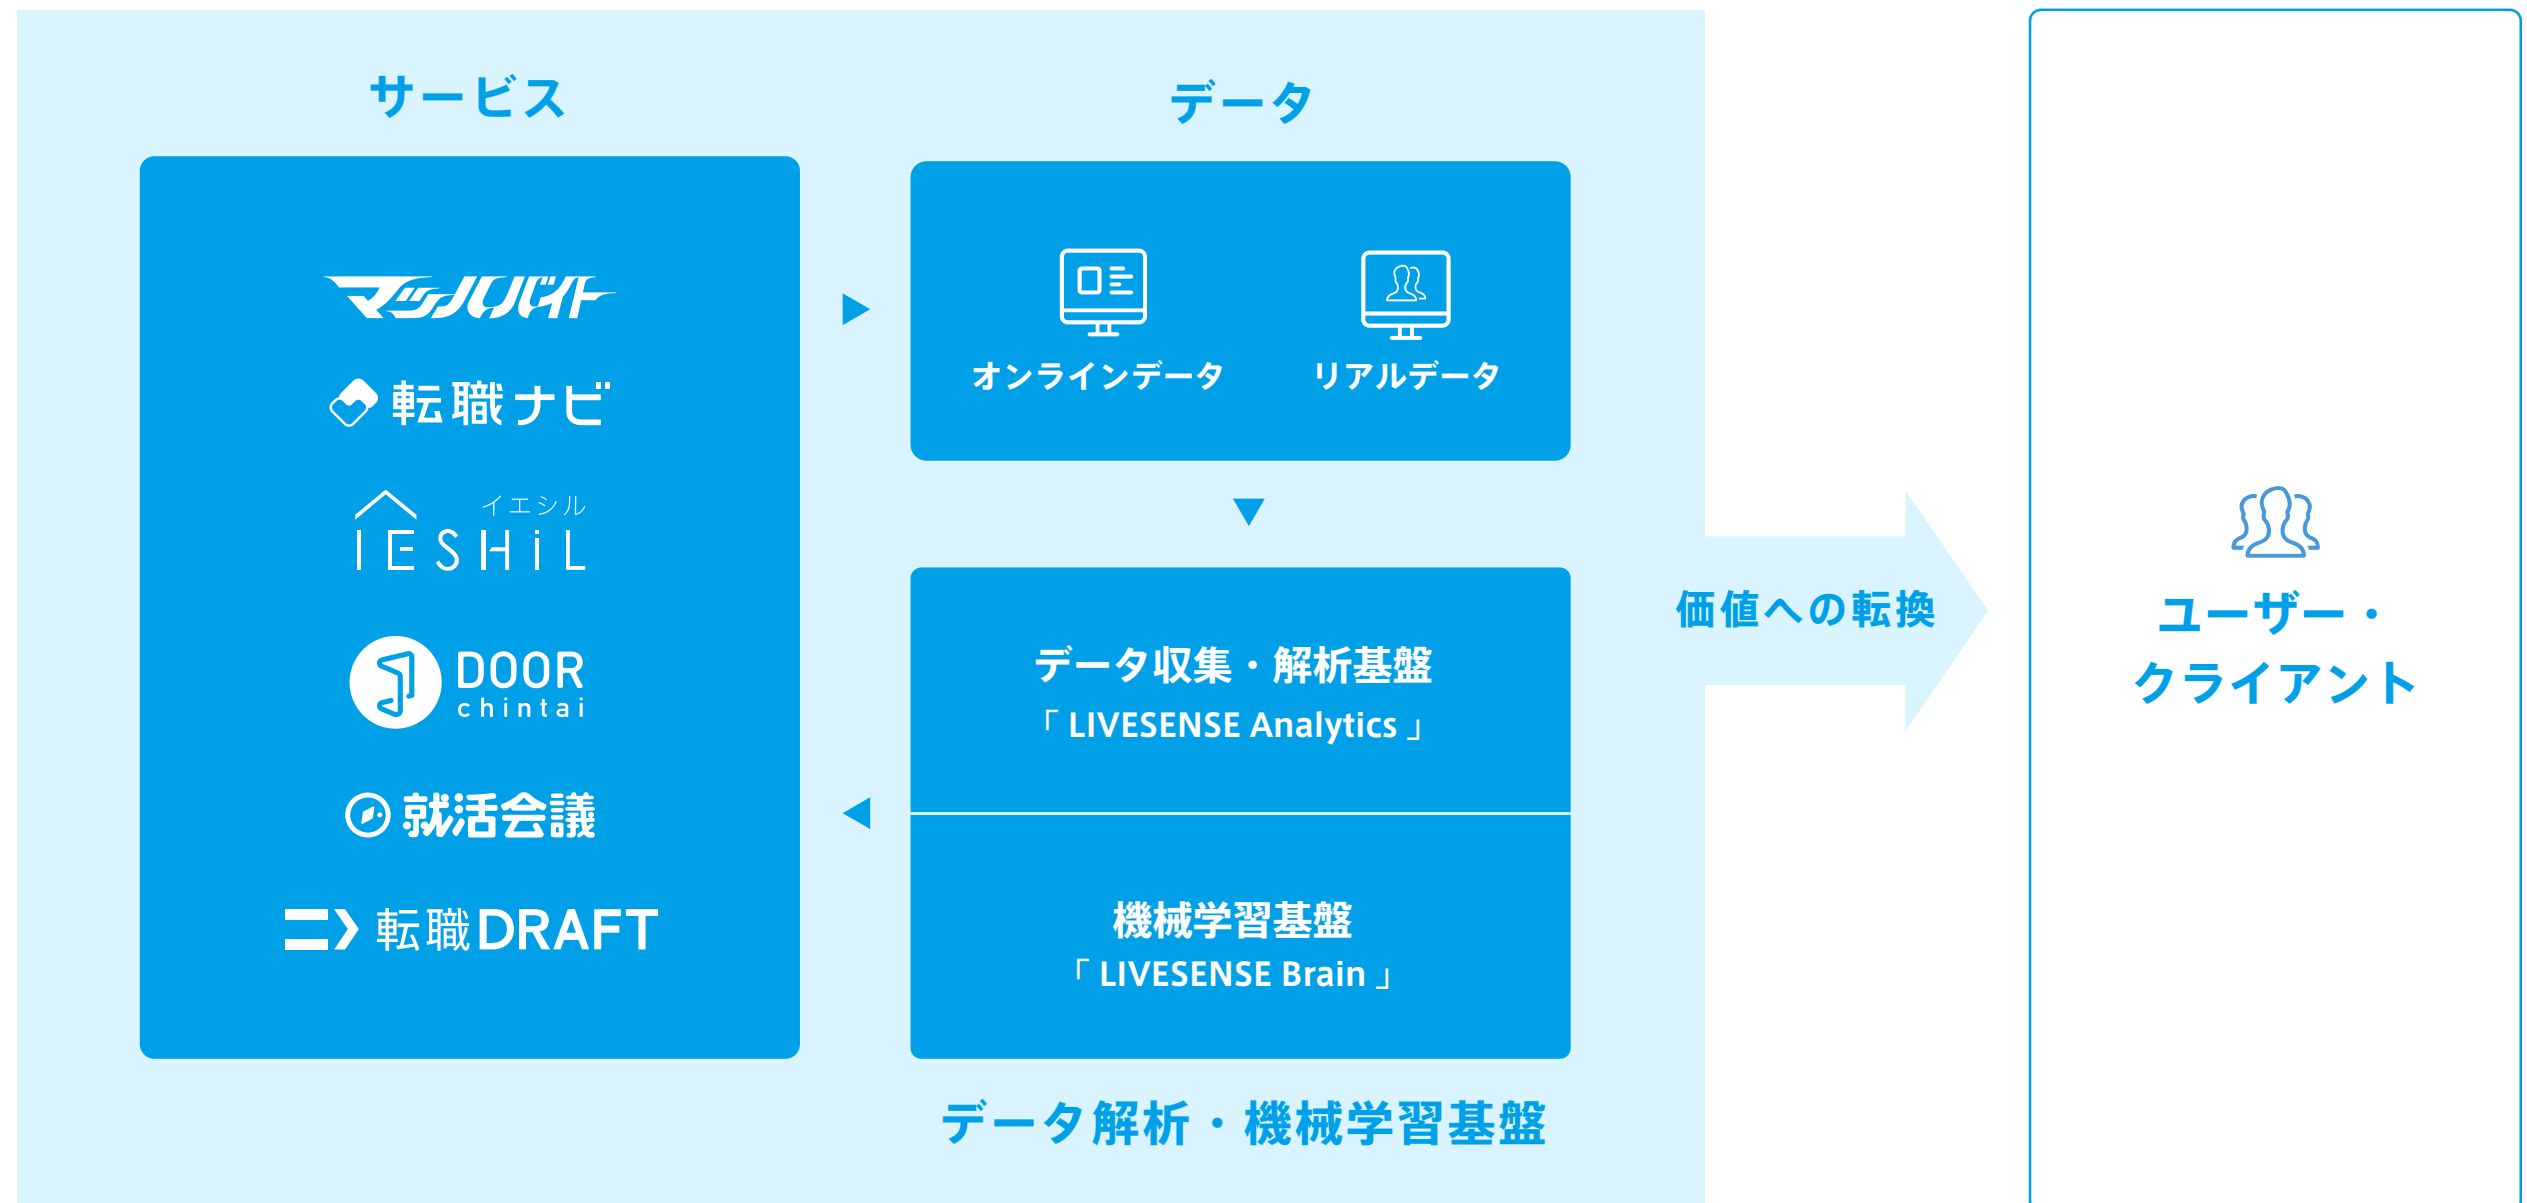 サービス
マッハバイト
転職ナビ
イエシル
IESHIL
DOOR
chintai
就活会議
転職DRAFT
データ
オンラインデータ
リアルデータ
データ収集・解析基盤
「 LIVESENSE Analytics 」
機械学習基盤
「 LIVESENSE Brain 」
データ解析・機械学習基盤
価値への転換
ユーザー・
クライアント